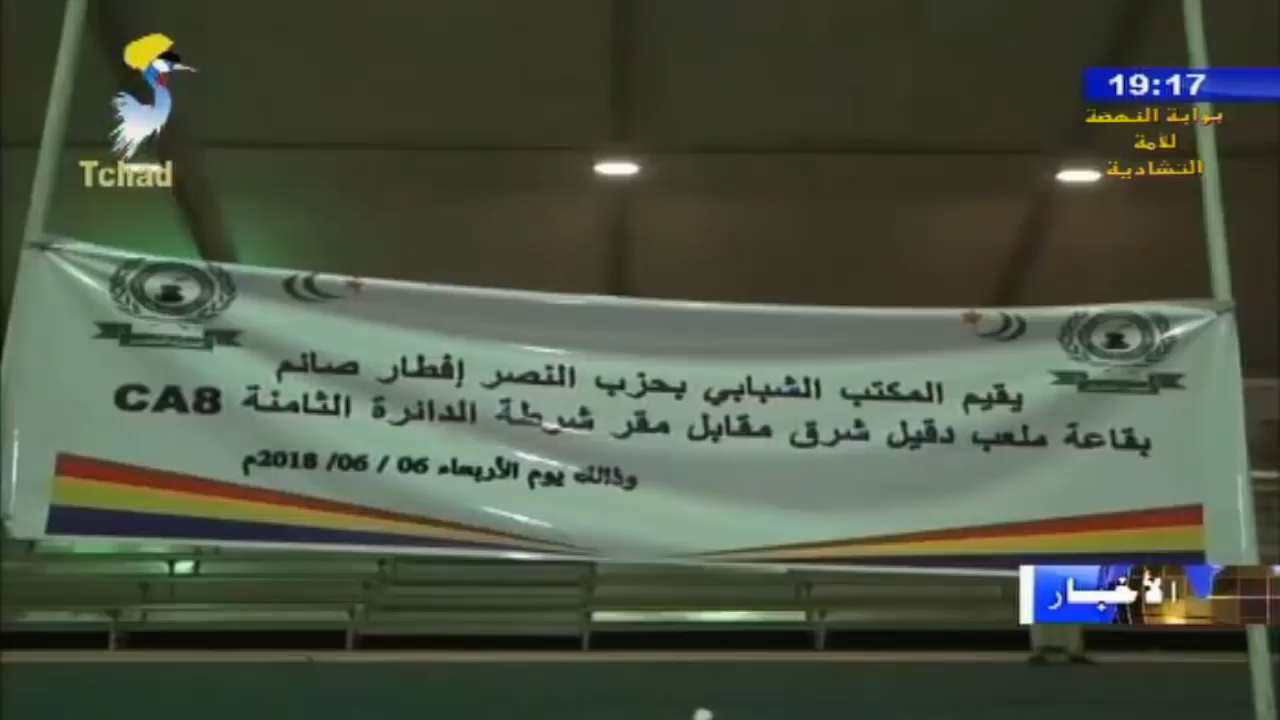 Tchad
19:17
بوابة النهضة
للأمة
التشادية
يقيم المكتب الشبابي بحزب النصر إفطار صائم
بقاعة ملعب دقيل شرق مقابل مقر شرطة الدائرة الثامنة CA8
وذالك يوم الأربعاء 06 / 06/ 2018م
الأخبار